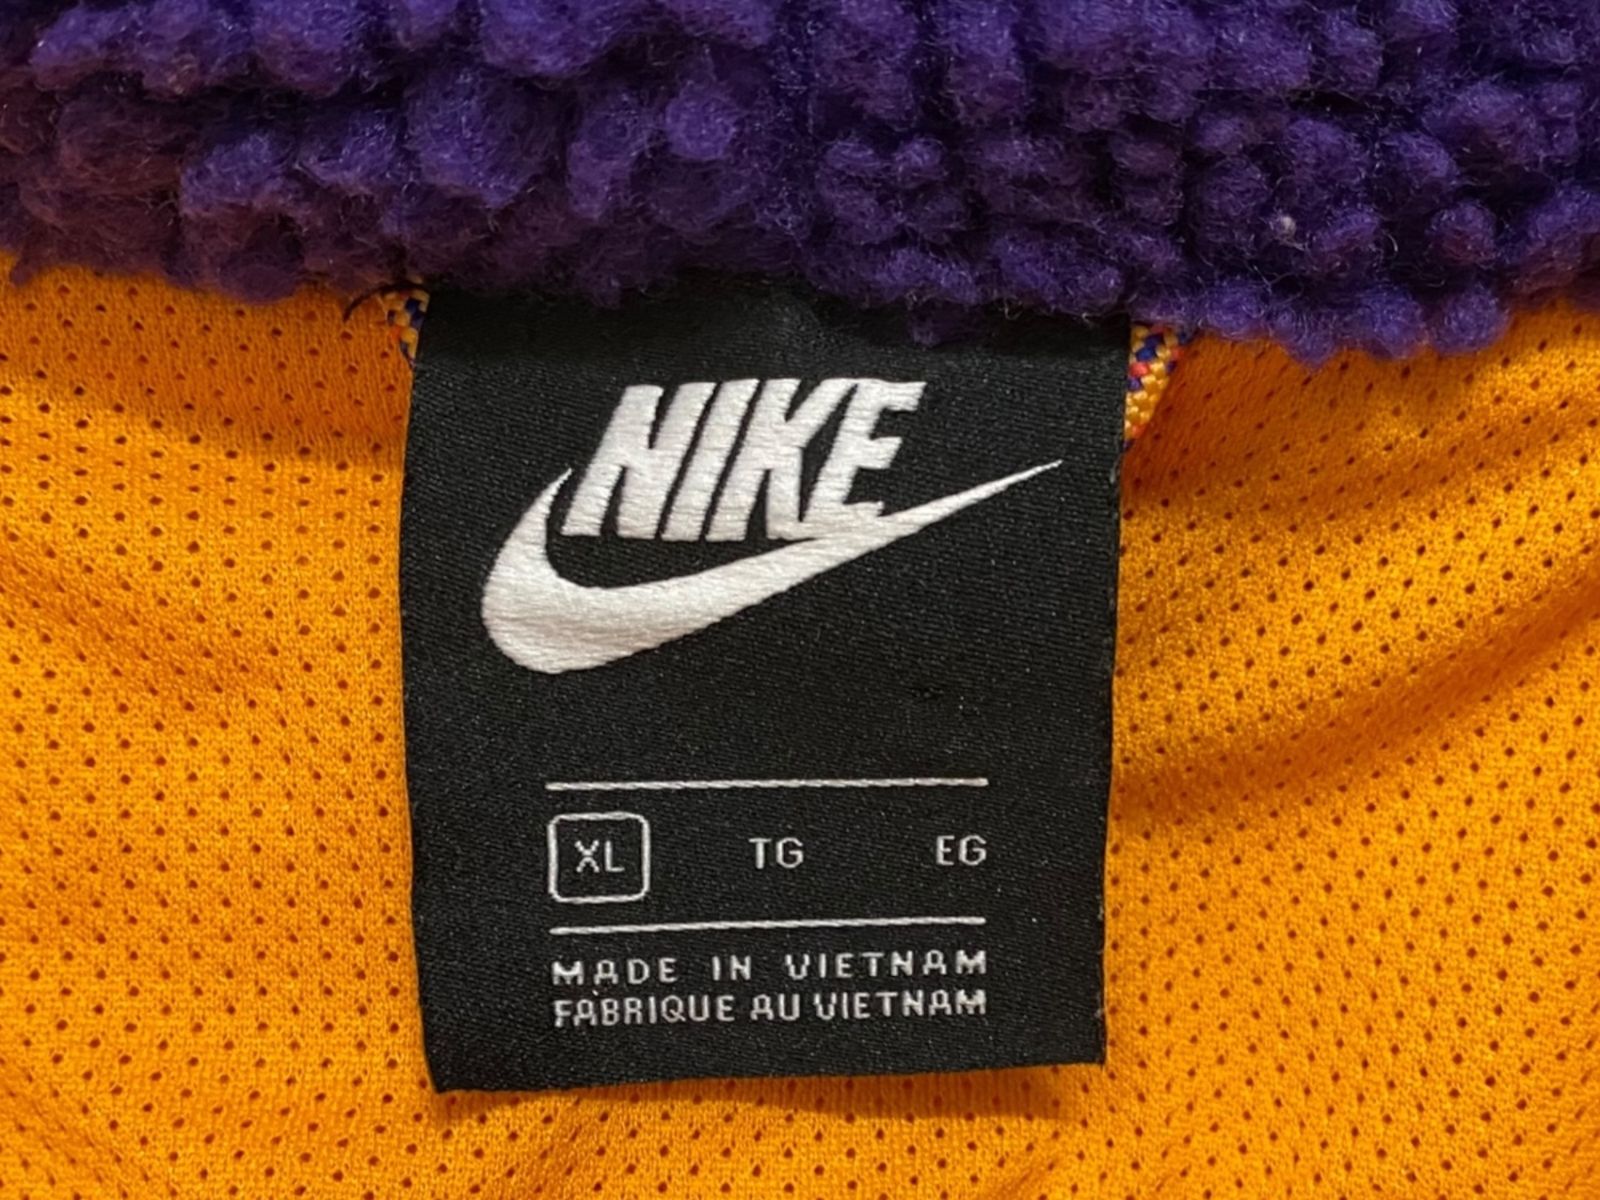 NIKE
XL TG EG
MADE IN VIETNAM
FABRIQUE AU VIETNAM